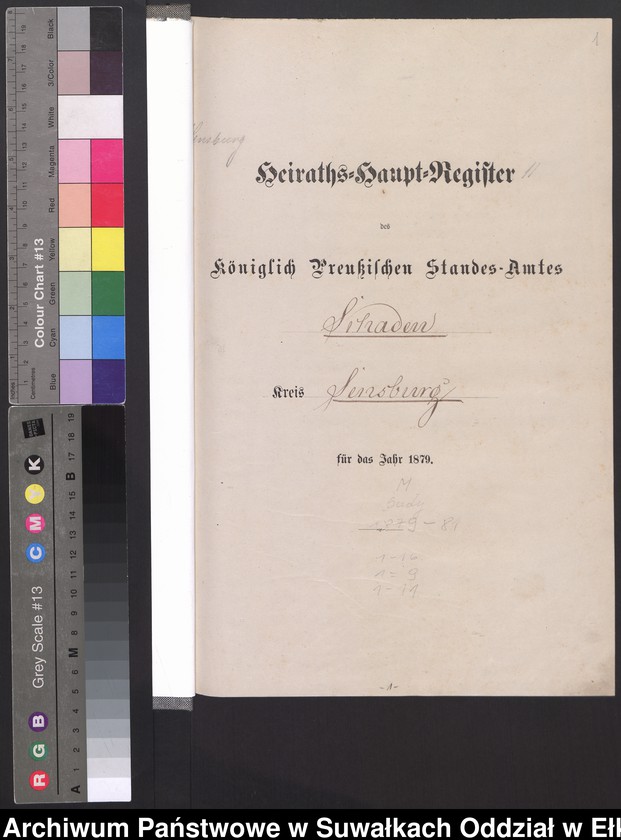 1
Sensburg
Heiraths-Haupt-Register
des
Königlich Preußischen Standes-Amtes
Schaden
Kreis Sensburg
für das Jahr 1879.
M
1879-81
1-
1-9
1-11
-1-
Black
3/Color
White
Magenta
Red
Yellow
Green
Cyan
Blue
Colour Chart #13
Centimetres
Grey Scale #13
R G B C M Y K
A 1 2 3 4 5 6 M 8 9 10 11 12 13 14 15 B 17 18 19
Archiwum Państwowe w Suwałkach Oddział w Ełk